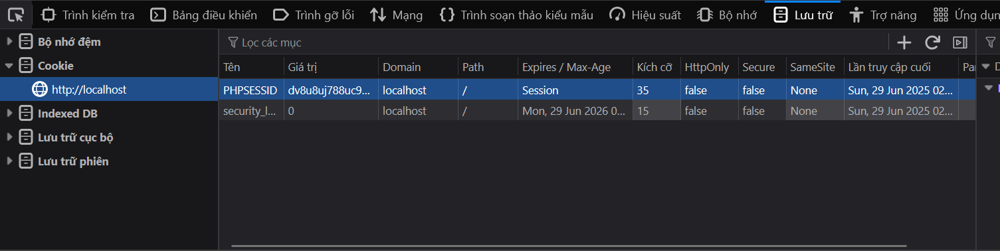 Trình kiểm tra Bảng điều khiển Trình gỡ lỗi Mạng Trình soạn thảo kiểu mẫu Hiệu suất Bộ nhớ Lưu trữ Trợ năng Ứng dụn
Bộ nhớ đệm
Cookie
http://localhost
Indexed DB
Lưu trữ cục bộ
Lưu trữ phiên
Lọc các mục
Tên Giá trị Domain Path Expires / Max-Age Kích cỡ HttpOnly Secure SameSite Lần truy cập cuối Par D
PHPSESSID dv8u8uj788uc9... localhost / Session 35 false false None Sun, 29 Jun 2025 02...
security_l... 0 localhost / Mon, 29 Jun 2026 0... 15 false false None Sun, 29 Jun 2025 02...